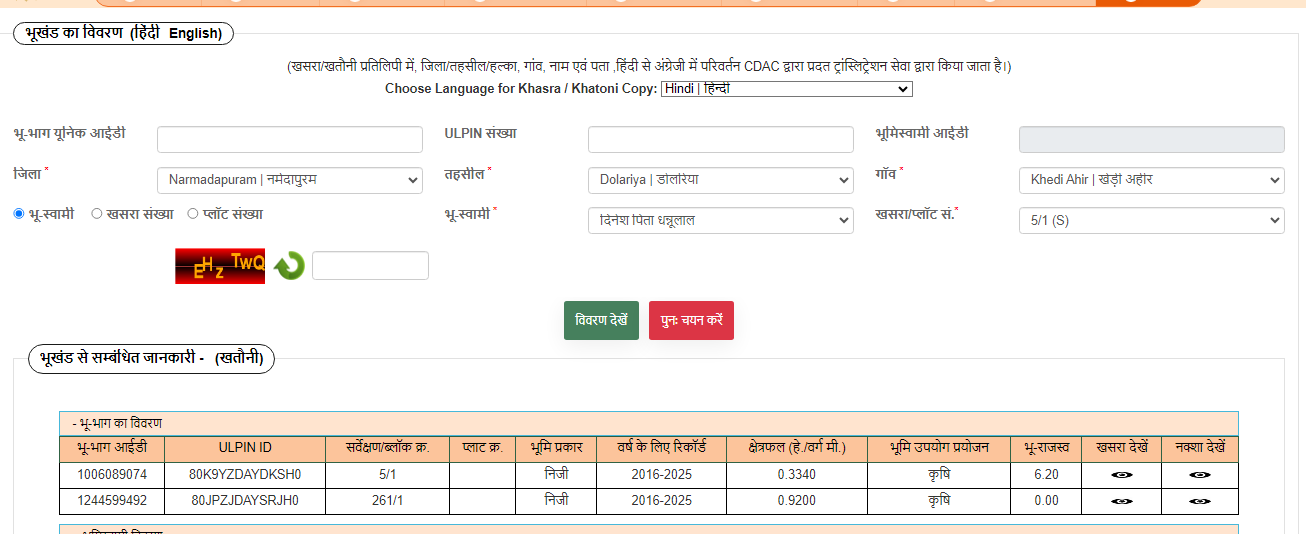 भूखंड का विवरण (हिंदी English)
(खसरा/खतौनी प्रतिलिपी में, जिला/तहसील/हल्का, गांव, नाम एवं पता ,हिंदी से अंग्रेजी में परिवर्तन CDAC द्वारा प्रदत ट्रांस्लिट्रेशन सेवा द्वारा किया जाता है।)
Choose Language for Khasra / Khatoni Copy: Hindi | हिन्दी
भू-भाग यूनिक आईडी ULPIN संख्या भूमिस्वामी आईडी
जिला * Narmadapuram | नर्मदापुरम तहसील * Dolariya | डोलरिया गाँव * Khedi Ahir | खेड़ी अहीर
भू-स्वामी खसरा संख्या प्लॉट संख्या भू-स्वामी * दिनेश पिता धन्नूलाल खसरा/प्लॉट सं.* 5/1 (S)
EHz TwQ
विवरण देखें पुनः चयन करें
भूखंड से सम्बंधित जानकारी - (खतौनी)
- भू-भाग का विवरण
भू-भाग आईडी ULPIN ID सर्वेक्षण/ब्लॉक क्र. प्लाट क्र. भूमि प्रकार वर्ष के लिए रिकॉर्ड क्षेत्रफल (हे./वर्ग मी.) भूमि उपयोग प्रयोजन भू-राजस्व खसरा देखें नक्शा देखें
1006089074 80K9YZDAYDKSH0 5/1 निजी 2016-2025 0.3340 कृषि 6.20
1244599492 80JPZJDAYSRJH0 261/1 निजी 2016-2025 0.9200 कृषि 0.00